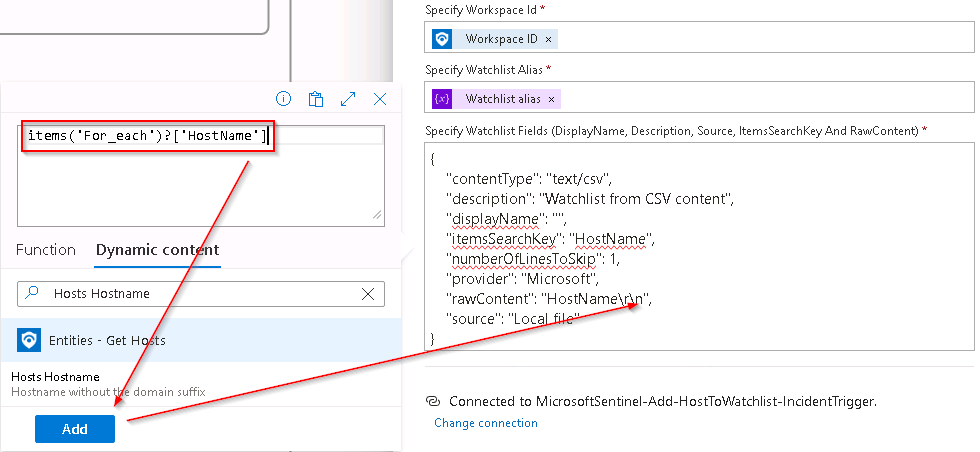 items('For_each')?['HostName']
Function
Dynamic content
Hosts Hostname
Entities - Get Hosts
Hosts Hostname
Hostname without the domain suffix
Add
Specify Workspace Id *
Workspace ID ×
Specify Watchlist Alias *
{x} Watchlist alias ×
Specify Watchlist Fields (DisplayName, Description, Source, ItemsSearchKey And RawContent) *
{
"contentType": "text/csv",
"description": "Watchlist from CSV content",
"displayName": "",
"itemsSearchKey": "HostName",
"numberOfLinesToSkip": 1,
"provider": "Microsoft",
"rawContent": "HostName\r\n",
"source": "Local file"
}
Connected to MicrosoftSentinel-Add-HostToWatchlist-IncidentTrigger.
Change connection